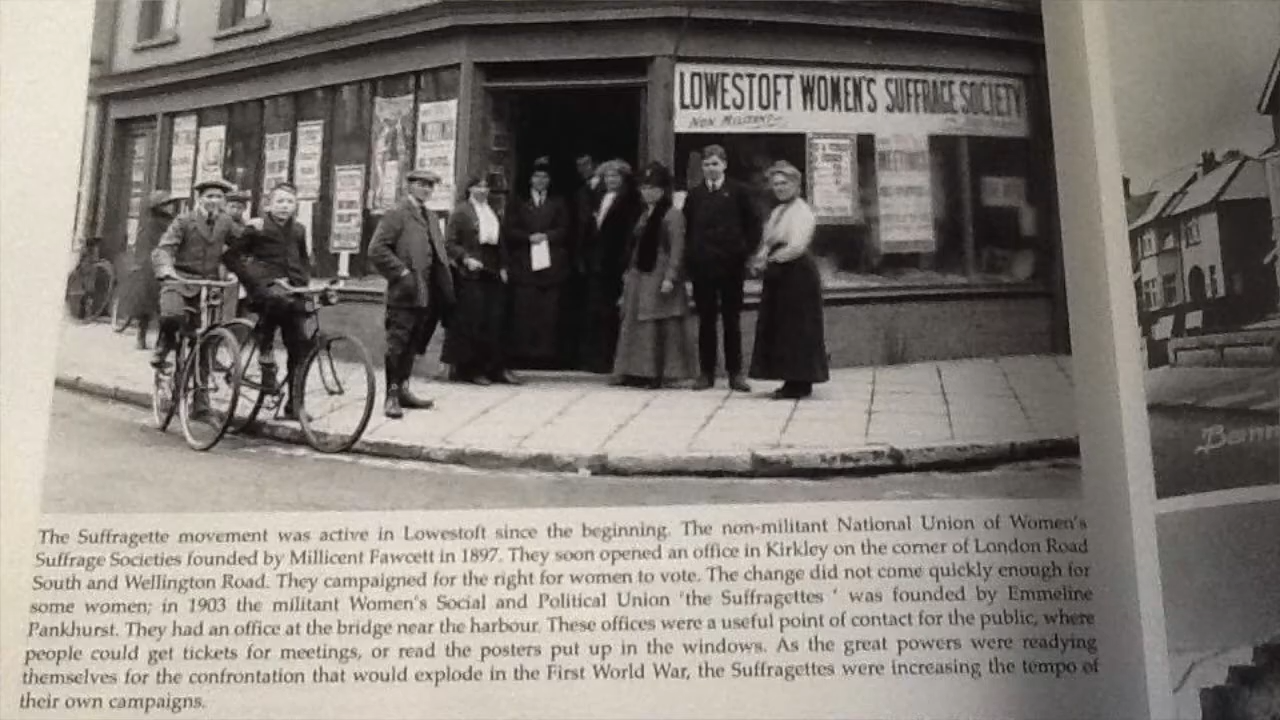 LOWESTOFT WOMEN'S SUFFRAGE SOCIETY
NON MILITANT
The Suffragette movement was active in Lowestoft since the beginning. The non-militant National Union of Women's
Suffrage Societies founded by Millicent Fawcett in 1897. They soon opened an office in Kirkley on the corner of London Road
South and Wellington Road. They campaigned for the right for women to vote. The change did not come quickly enough for
some women; in 1903 the militant Women's Social and Political Union 'the Suffragettes ' was founded by Emmeline
Pankhurst. They had an office at the bridge near the harbour. These offices were a useful point of contact for the public, where
people could get tickets for meetings, or read the posters put up in the windows. As the great powers were readying
themselves for the confrontation that would explode in the First World War, the Suffragettes were increasing the tempo of
their own campaigns.